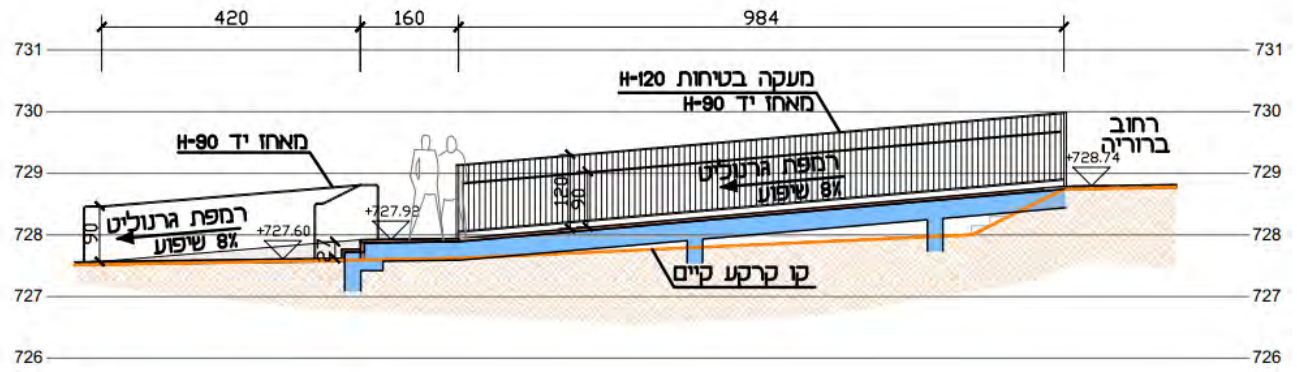 420
160
984
731
731
מעקה בטיחות H-120
מאחז יד H-90
730
730
רחוב
ברוריה
מאחז יד H-90
+728.74
729
729
רמפת גרנוליט
8% שיפוע
120
90
רמפת גרנוליט
8% שיפוע
90
+727.60
+727.92
27
728
728
קו קרקע קיים
727
727
726
726